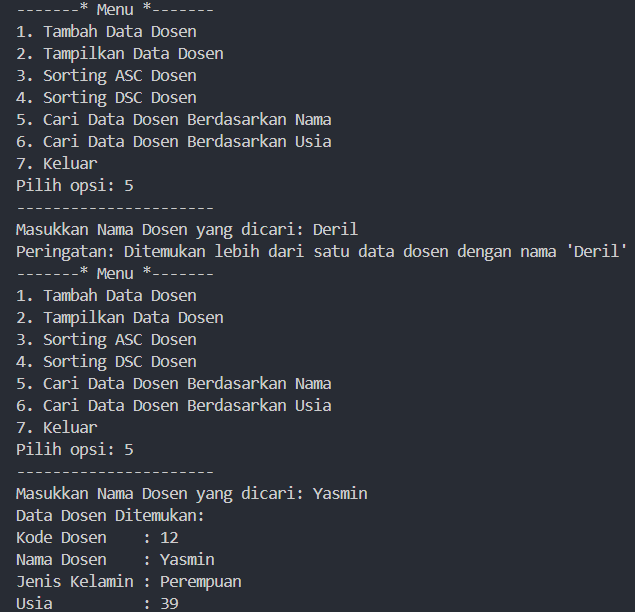 -------* Menu *-------
1. Tambah Data Dosen
2. Tampilkan Data Dosen
3. Sorting ASC Dosen
4. Sorting DSC Dosen
5. Cari Data Dosen Berdasarkan Nama
6. Cari Data Dosen Berdasarkan Usia
7. Keluar
Pilih opsi: 5
----------------------
Masukkan Nama Dosen yang dicari: Deril
Peringatan: Ditemukan lebih dari satu data dosen dengan nama 'Deril'
-------* Menu *-------
1. Tambah Data Dosen
2. Tampilkan Data Dosen
3. Sorting ASC Dosen
4. Sorting DSC Dosen
5. Cari Data Dosen Berdasarkan Nama
6. Cari Data Dosen Berdasarkan Usia
7. Keluar
Pilih opsi: 5
----------------------
Masukkan Nama Dosen yang dicari: Yasmin
Data Dosen Ditemukan:
Kode Dosen    : 12
Nama Dosen    : Yasmin
Jenis Kelamin : Perempuan
Usia          : 39